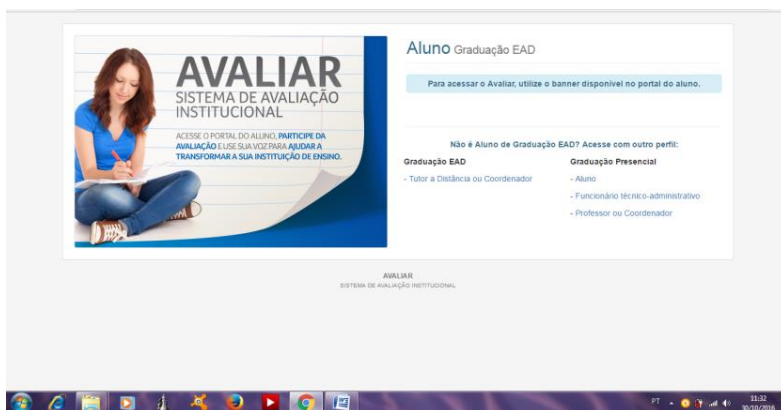 AVALIAR
SISTEMA DE AVALIAÇÃO
INSTITUCIONAL
ACESSE O PORTAL DO ALUNO, PARTICIPE DA
AVALIAÇÃO E USE SUA VOZ PARA AJUDAR A
TRANSFORMAR A SUA INSTITUIÇÃO DE ENSINO.
Aluno Graduação EAD
Para acessar o Avaliar, utilize o banner disponível no portal do aluno.
Não é Aluno de Graduação EAD? Acesse com outro perfil:
Graduação EAD
- Tutor a Distância ou Coordenador
Graduação Presencial
- Aluno
- Funcionário técnico-administrativo
- Professor ou Coordenador
AVALIAR
SISTEMA DE AVALIAÇÃO INSTITUCIONAL
PT
11:32
30/10/2016